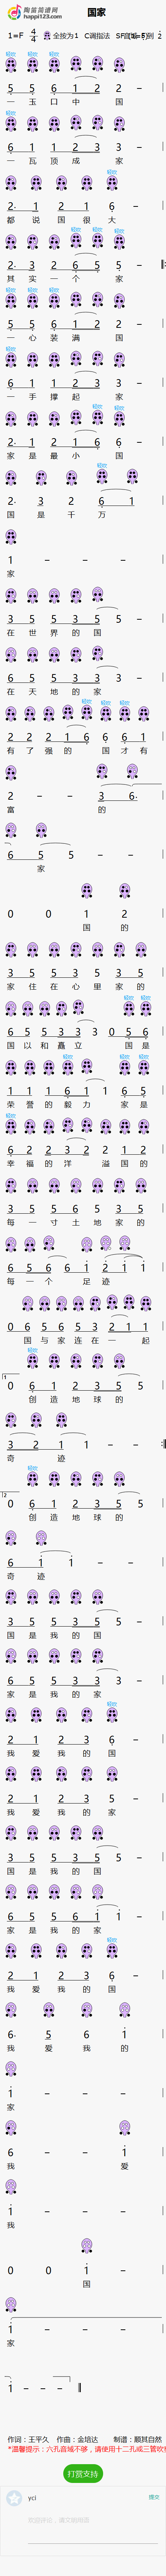 陶笛简谱网
happi123.com
国家
1=F 4/4 全按为1 C调指法
轻吹 轻吹
5 5 6 1 2 2 –
一 玉 口 中 国
6 1 1 2 3 3 –
一 瓦 顶 成 家
2· 1 2 1 6 –
都 说 国 很 大
2· 3 2 6 5 5 –
其 实 一 个 家
5 5 6 1 2 2 –
一 心 装 满 国
6 1 1 2 3 3 –
一 手 撑 起 家
2· 1 2 1 6 6 –
家 是 最 小 国
2· 3 2 6 1
国 是 千 万
1 – – –
家
3 5 5 3 5 5 –
在 世 界 的 国
6 5 5 3 3 3 –
在 天 地 的 家
2 2 2 1 6 6 6 1
有 了 强 的 国 才 有
2 – – 3 6·
富 的
6 5 5 – –
家
0 0 1 2
国 的
3 5 5 3 5 5 3 5
家 住 在 心 里 家 的
6 5 5 3 3 3 0 5 6
国 以 和 矗 立 国 是
1 1 1 6 1 1 6 5
荣 誉 的 毅 力 家 是
6 2 2 3 2 2 1 2
幸 福 的 洋 溢 国 的
3 5 5 6 5 3 5
每 一 寸 土 地 家 的
6 5 6 6 1 2 1 1
每 一 个 足 迹
0 6 5 6 5 3 2 1 1
国 与 家 连 在 一 起
0 6 1 2 3 5 5
创 造 地 球 的
3 2 1 1 – –
奇 迹
0 6 1 2 3 5 5
创 造 地 球 的
6 1 1 – –
奇 迹
3 5 5 3 5 5 –
国 是 我 的 国
6 5 5 3 3 3 –
家 是 我 的 家
2 1 2 3 6 –
我 爱 我 的 国
2 1 2 3 5 –
我 爱 我 的 家
3 5 5 3 5 5 –
国 是 我 的 国
6 5 5 6 1 1 –
家 是 我 的 家
2 1 2 3 6 –
我 爱 我 的 国
6· 5 6 1
我 爱 我 的
1 – – –
家
6 – – 1
我 爱
1 – – –
我
0 0 1 –
国
1 – – –
家
1 – – –
作词：王平久 作曲：金培达 制谱：顺其自然
*温馨提示：六孔音域不够，请使用十二孔或三管吹
打赏支持
ycj